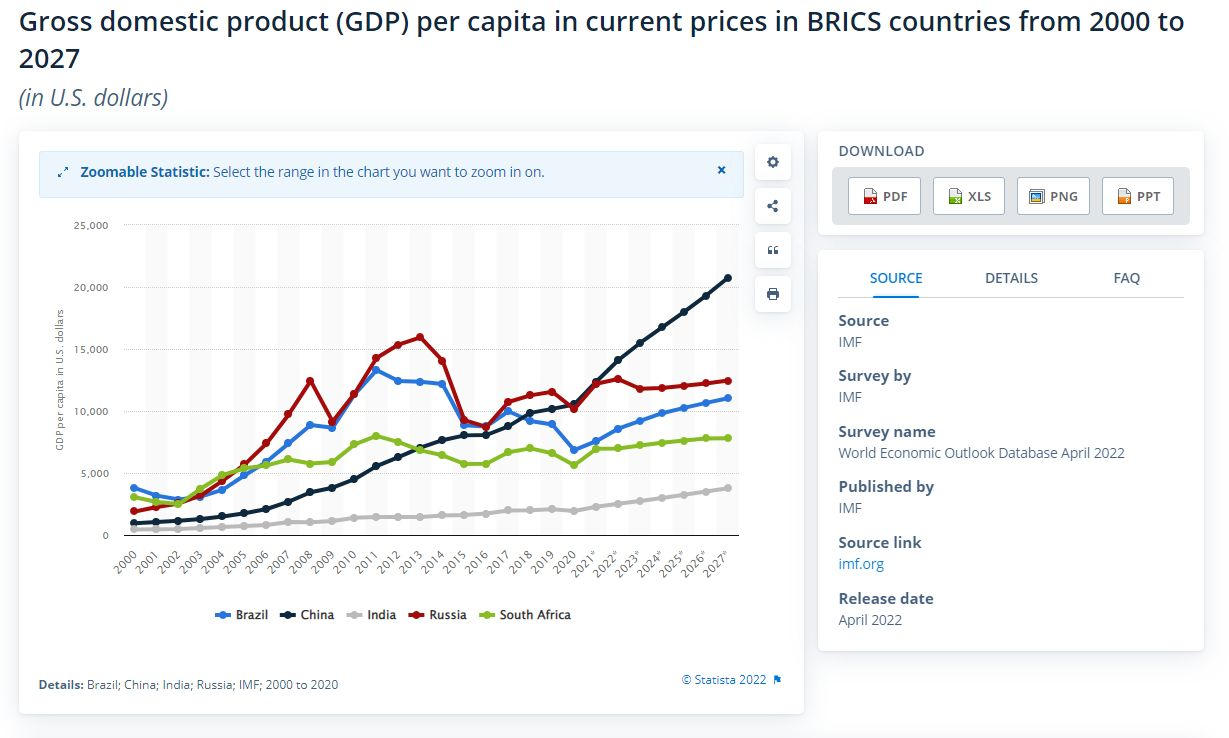 Gross domestic product (GDP) per capita in current prices in BRICS countries from 2000 to
2027
(in U.S. dollars)
Zoomable Statistic: Select the range in the chart you want to zoom in on.
×
GDP per capita in U.S. dollars
25,000
20,000
15,000
10,000
5,000
0
2000 2001 2002 2003 2004 2005 2006 2007 2008 2009 2010 2011 2012 2013 2014 2015 2016 2017 2018 2019 2020 2021* 2022* 2023* 2024* 2025* 2026* 2027*
Brazil China India Russia South Africa
Details: Brazil; China; India; Russia; IMF; 2000 to 2020
© Statista 2022
DOWNLOAD
PDF XLS PNG PPT
SOURCE DETAILS FAQ
Source
IMF
Survey by
IMF
Survey name
World Economic Outlook Database April 2022
Published by
IMF
Source link
imf.org
Release date
April 2022